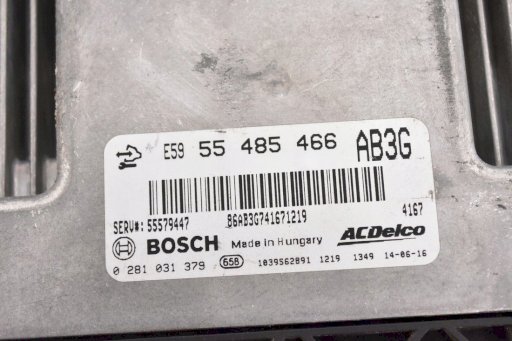 E59 55 485 466 AB3G
SERV#: 55579447 B6AB3G741671219 4167
BOSCH Made in Hungary ACDelco
0 281 031 379 658 1039S62891 1219 1349 14-06-16